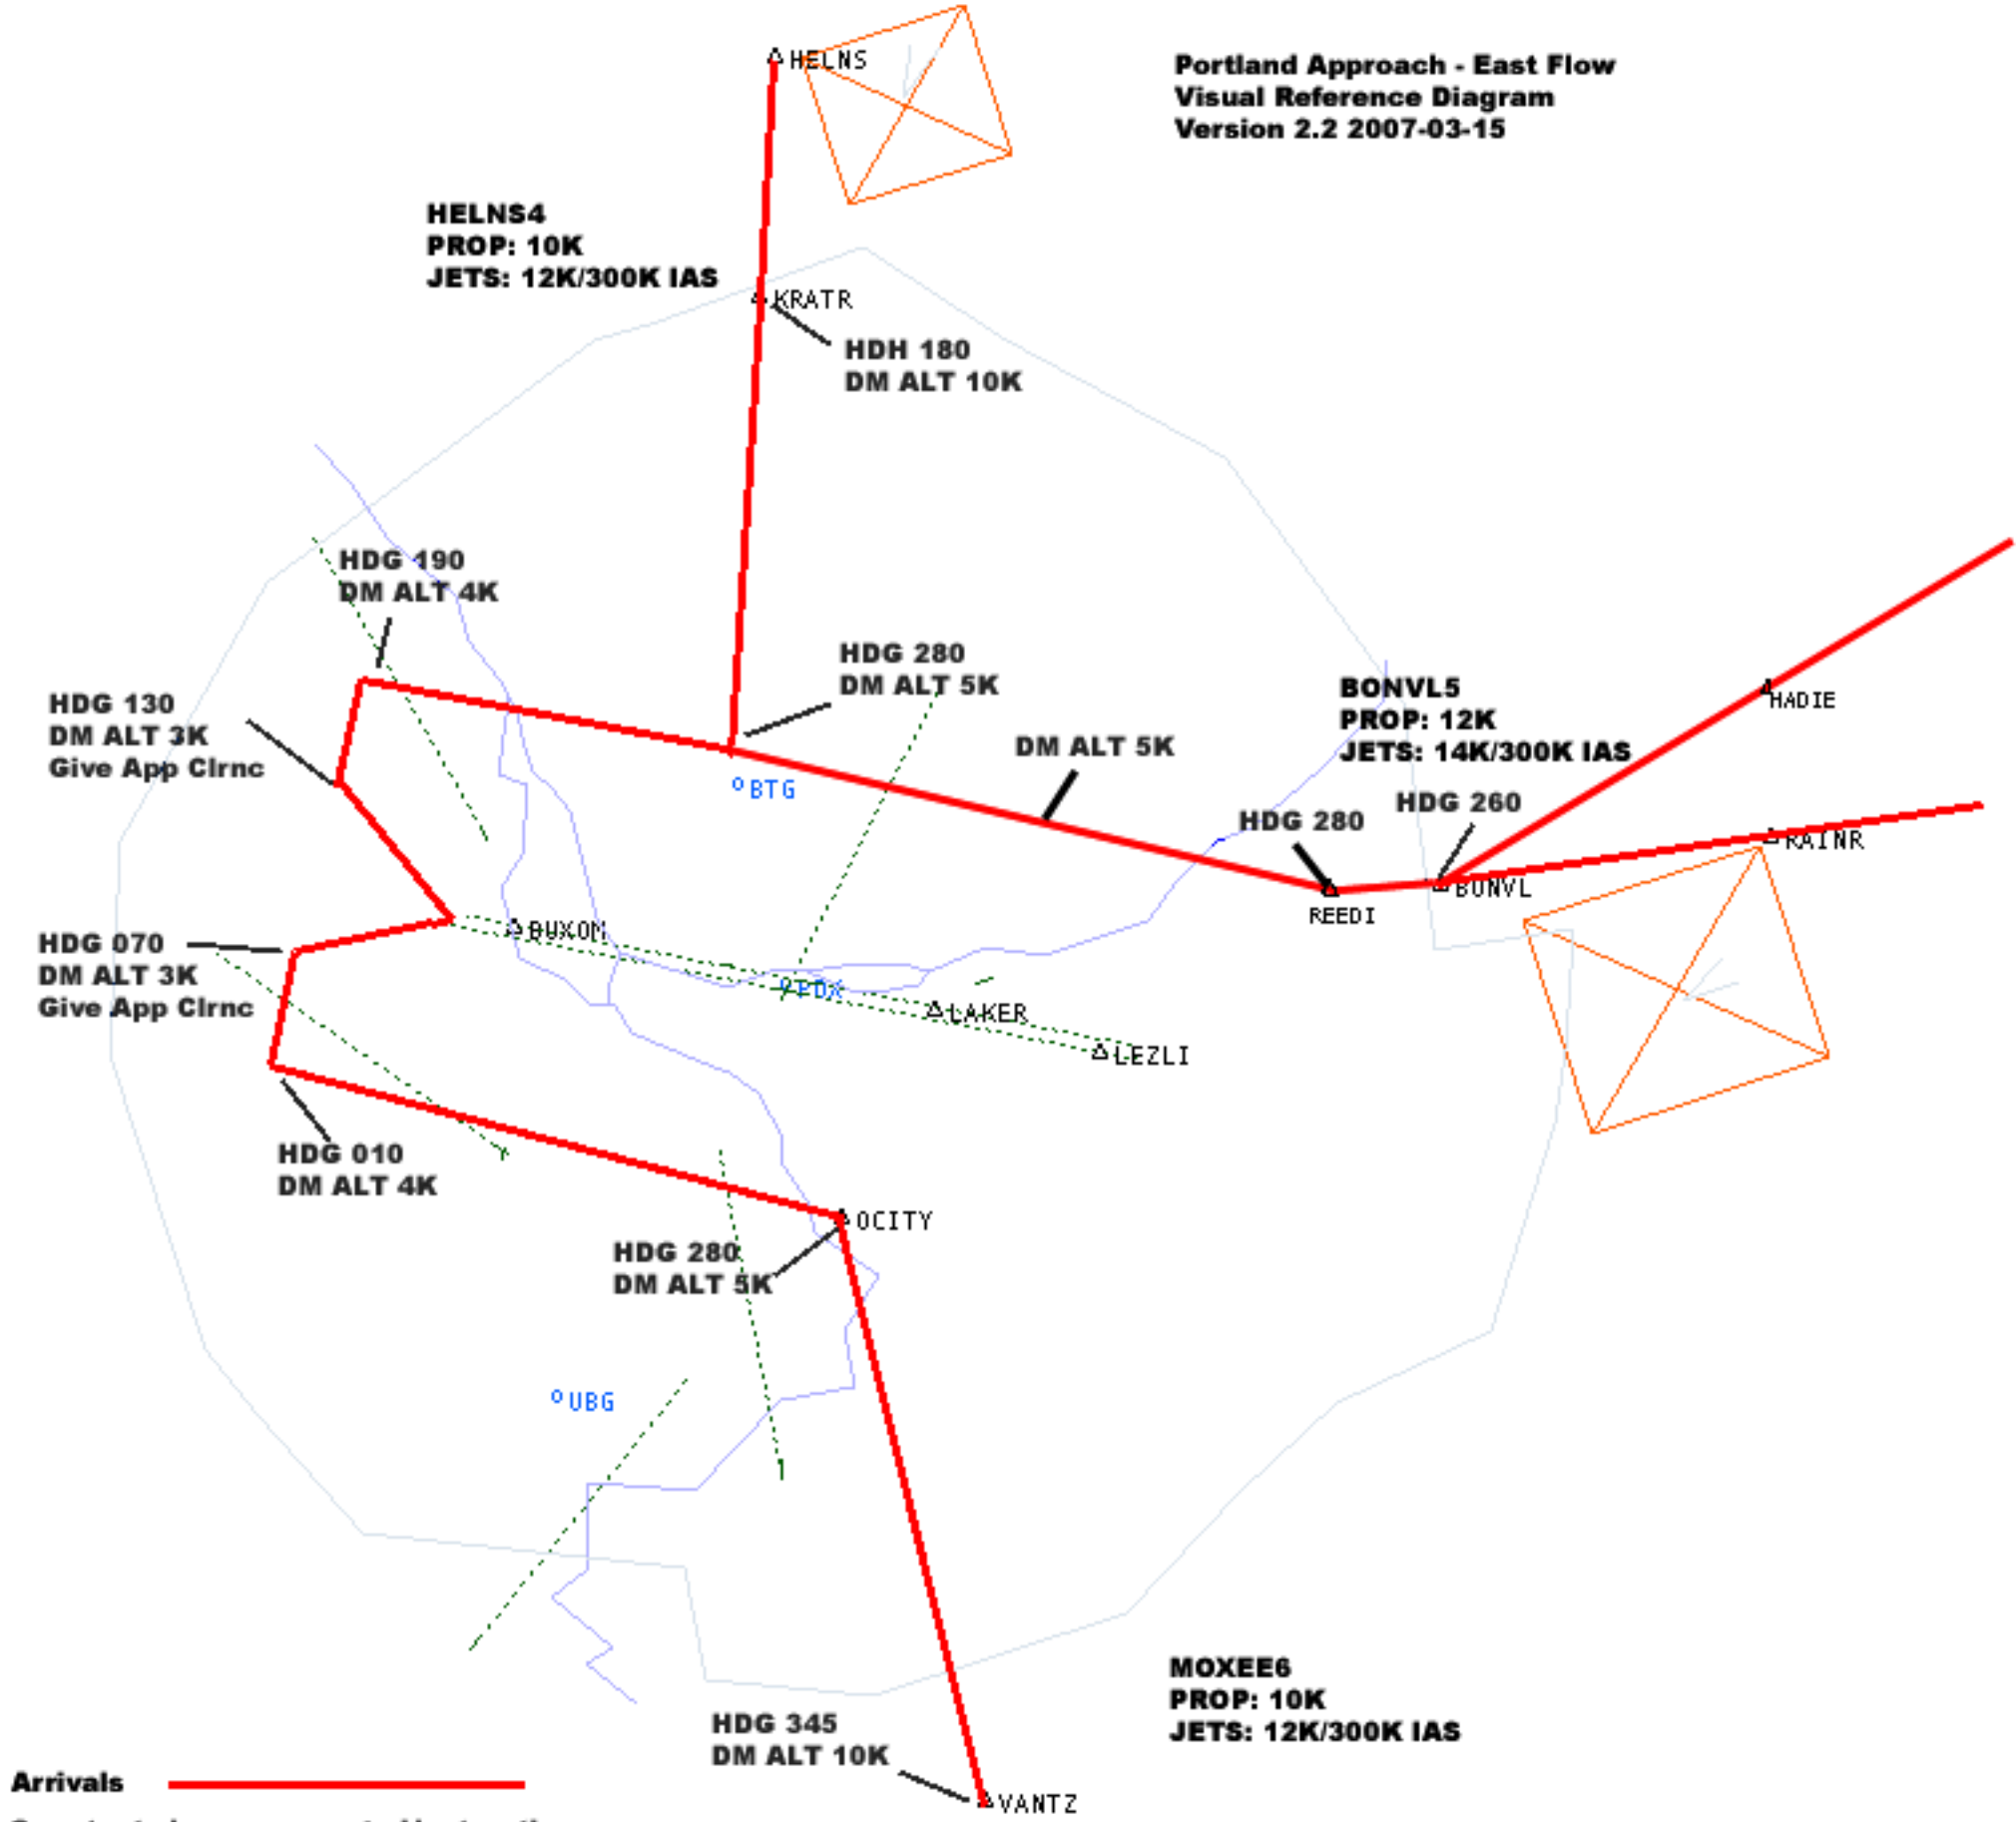 HELNS
Portland Approach - East Flow
Visual Reference Diagram
Version 2.2 2007-03-15
HELNS4
PROP: 10K
JETS: 12K/300K IAS
KRATR
HDH 180
DM ALT 10K
HDG 190
DM ALT 4K
HDG 280
DM ALT 5K
HDG 130
DM ALT 3K
Give App Clrnc
BONVL5
PROP: 12K
JETS: 14K/300K IAS
HADIE
DM ALT 5K
BTG
HDG 280
HDG 260
RAINR
BONVL
REEDI
BUXOM
HDG 070
DM ALT 3K
Give App Clrnc
PDX
LAKER
LEZLI
HDG 010
DM ALT 4K
OCITY
HDG 280
DM ALT 5K
UBG
MOXEE6
PROP: 10K
JETS: 12K/300K IAS
HDG 345
DM ALT 10K
VANTZ
Arrivals